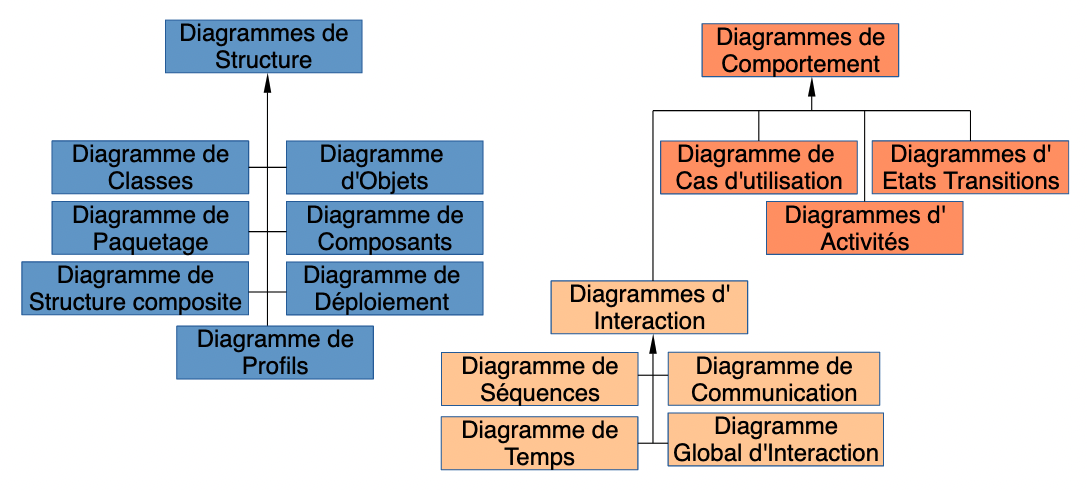 Diagrammes de
Structure
Diagramme de
Classes
Diagramme
d'Objets
Diagramme de
Paquetage
Diagramme de
Composants
Diagramme de
Structure composite
Diagramme de
Déploiement
Diagramme de
Profils
Diagrammes de
Comportement
Diagramme de
Cas d'utilisation
Diagrammes d'
Etats Transitions
Diagrammes d'
Activités
Diagrammes d'
Interaction
Diagramme de
Séquences
Diagramme de
Communication
Diagramme de
Temps
Diagramme
Global d'Interaction